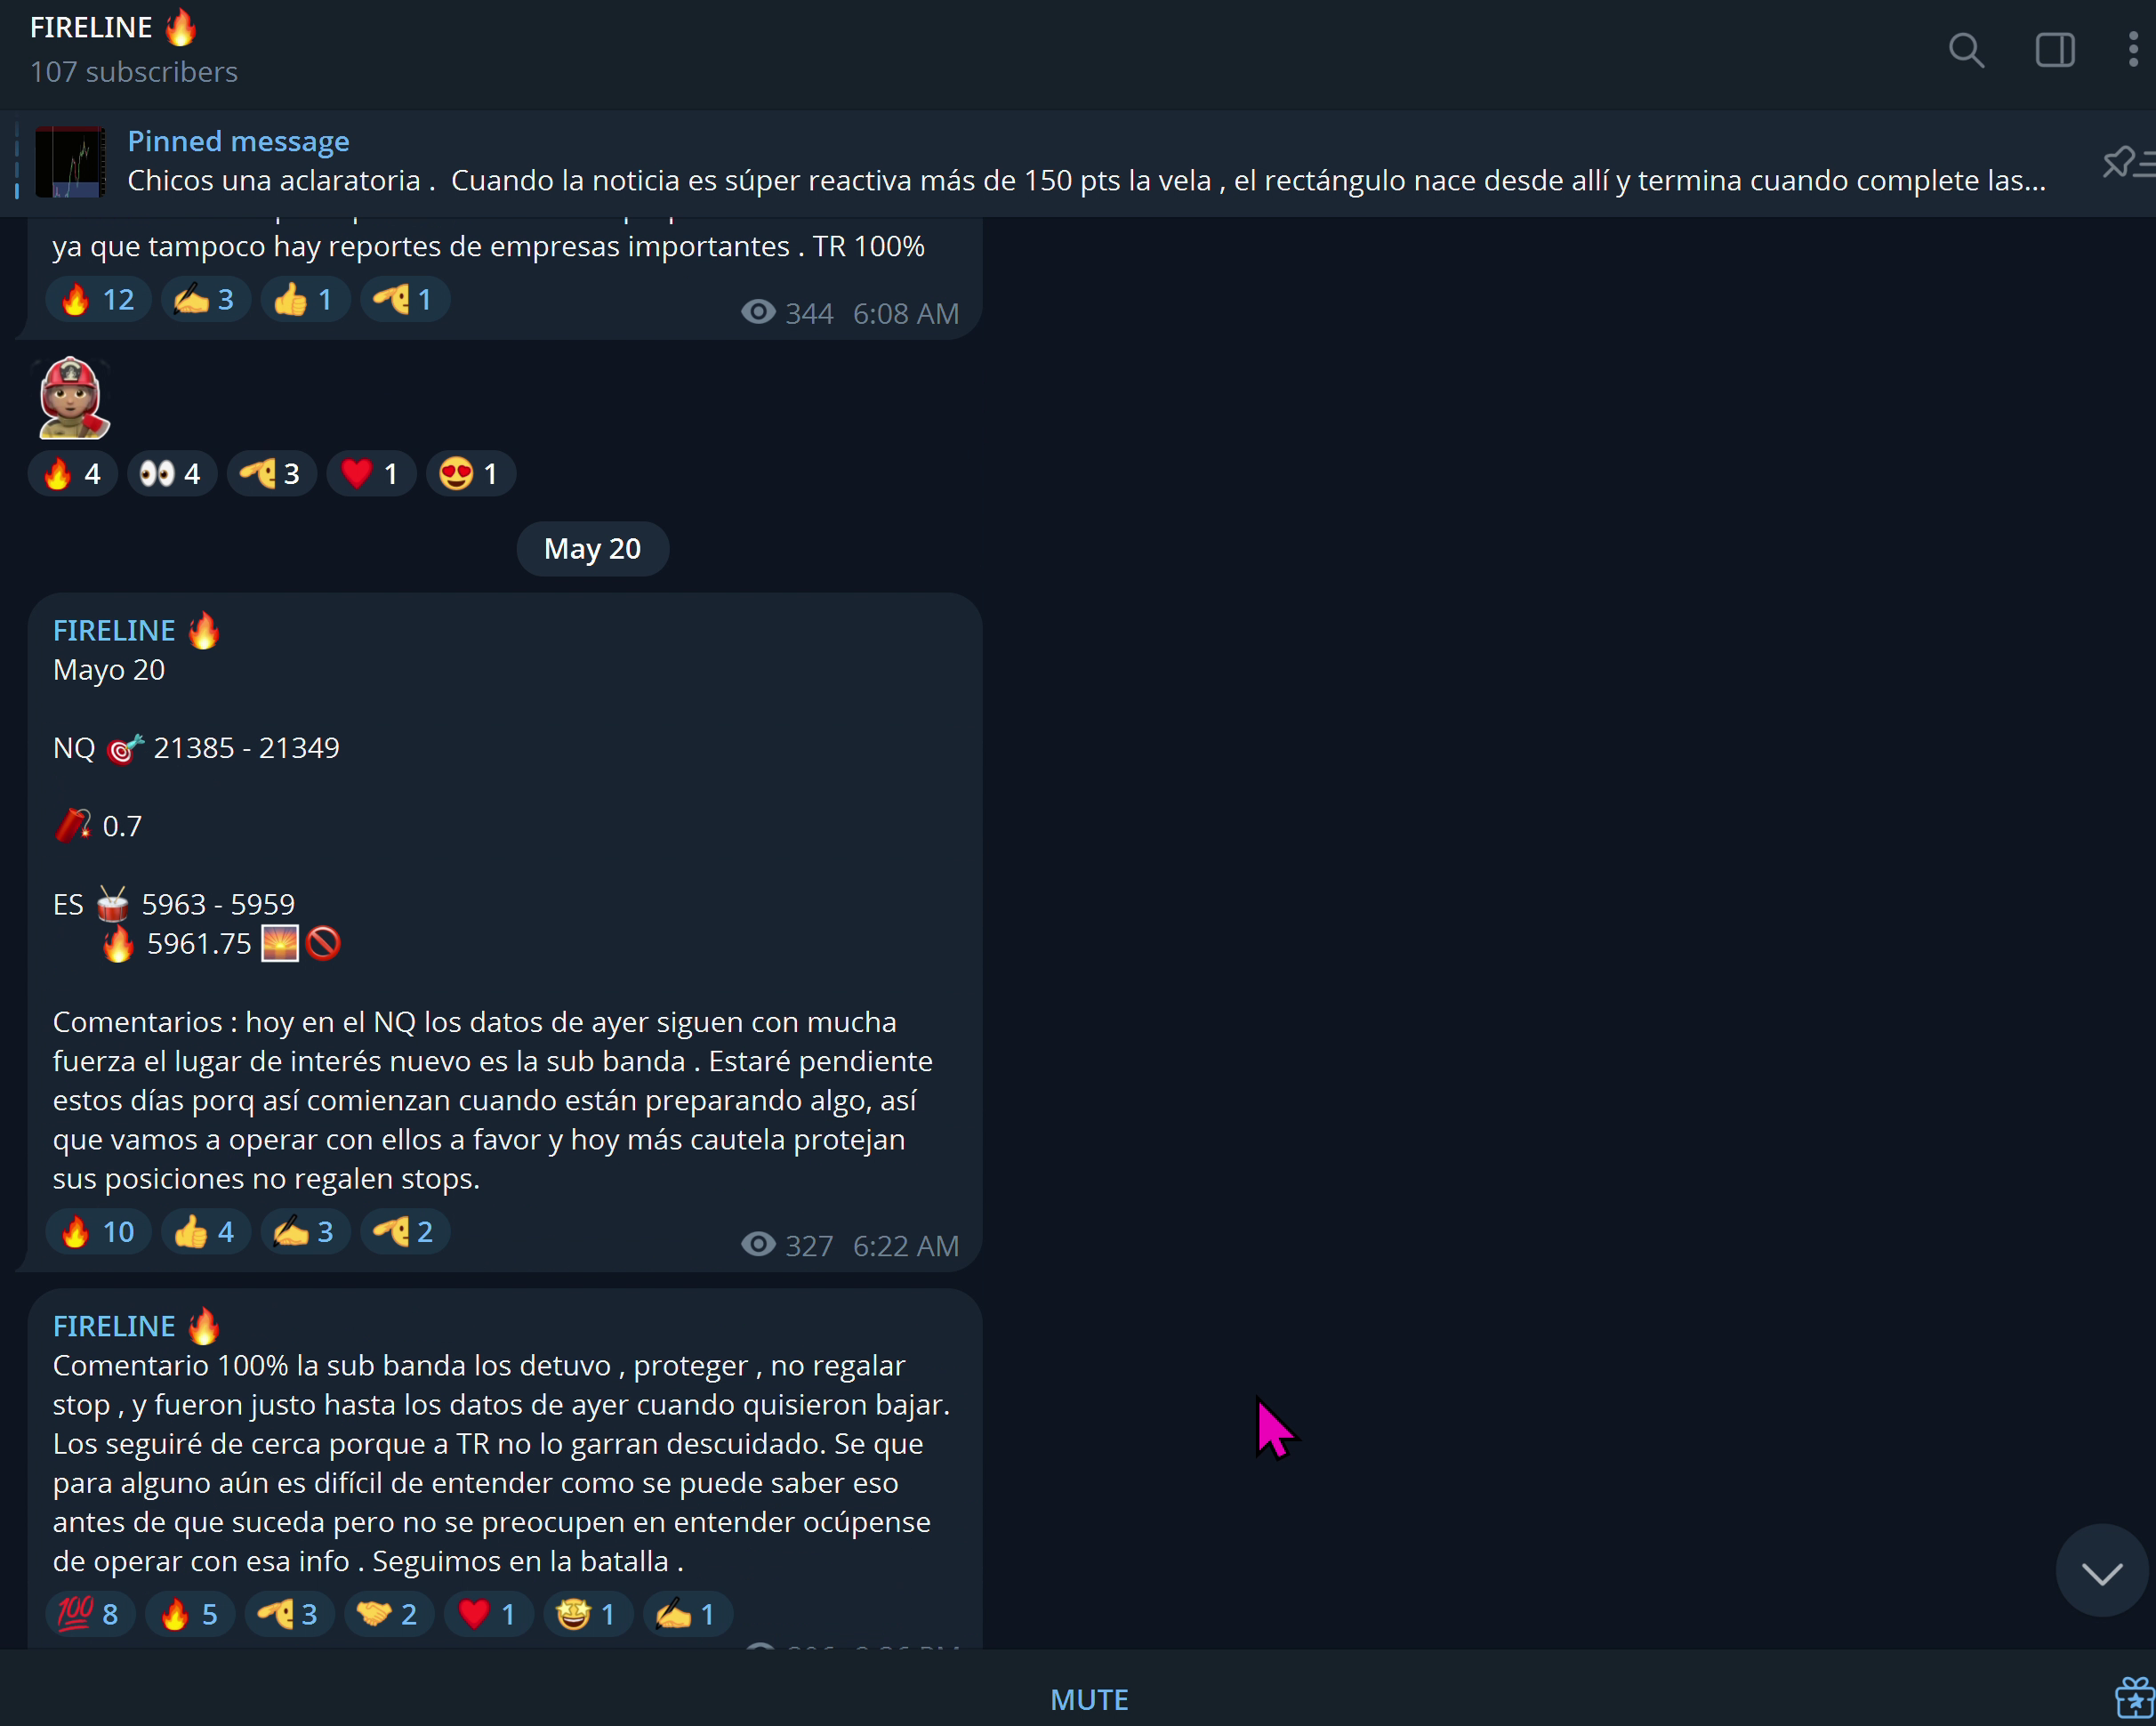 FIRELINE 🔥
107 subscribers
Pinned message
Chicos una aclaratoria .  Cuando la noticia es súper reactiva más de 150 pts la vela , el rectángulo nace desde allí y termina cuando complete las...
ya que tampoco hay reportes de empresas importantes . TR 100%
🔥 12 ✍️ 3 👍 1 🫡 1
344 6:08 AM
🔥 4 👀 4 🫡 3 ❤️ 1 😍 1
May 20
FIRELINE 🔥
Mayo 20
NQ 🎯 21385 - 21349
🧨 0.7
ES 🥁 5963 - 5959
🔥 5961.75 🌅🚫
Comentarios : hoy en el NQ los datos de ayer siguen con mucha
fuerza el lugar de interés nuevo es la sub banda . Estaré pendiente
estos días porq así comienzan cuando están preparando algo, así
que vamos a operar con ellos a favor y hoy más cautela protejan
sus posiciones no regalen stops.
🔥 10 👍 4 ✍️ 3 🫡 2
327 6:22 AM
FIRELINE 🔥
Comentario 100% la sub banda los detuvo , proteger , no regalar
stop , y fueron justo hasta los datos de ayer cuando quisieron bajar.
Los seguiré de cerca porque a TR no lo garran descuidado. Se que
para alguno aún es difícil de entender como se puede saber eso
antes de que suceda pero no se preocupen en entender ocúpense
de operar con esa info . Seguimos en la batalla .
💯 8 🔥 5 🫡 3 🤝 2 ❤️ 1 🤩 1 ✍️ 1
MUTE